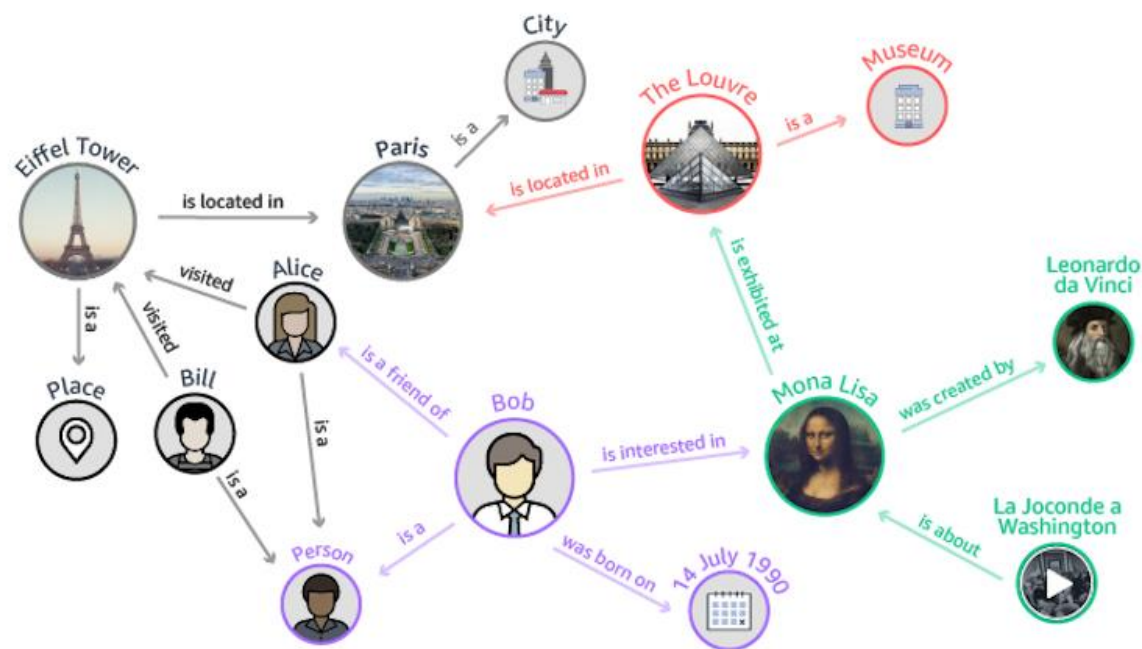 City
is a
Museum
is a
The Louvre
Eiffel Tower
Paris
is located in
is located in
visited
Alice
is a
visited
is exhibited at
Leonardo
da Vinci
Place
Bill
is a friend of
Bob
Mona Lisa
was created by
is a
is interested in
is a
La Joconde a
Washington
is about
is a
was born on
Person
14 July 1990